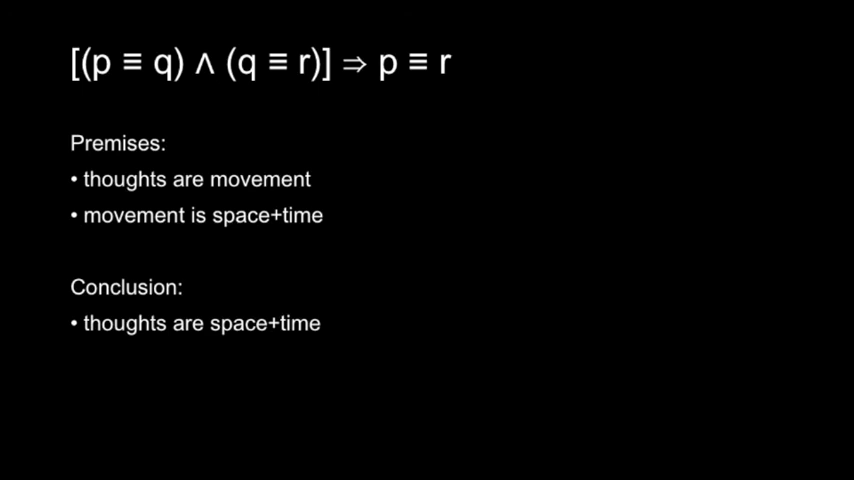 [(p ≡ q) ∧ (q ≡ r)] ⇒ p ≡ r
Premises:
• thoughts are movement
• movement is space+time
Conclusion:
• thoughts are space+time